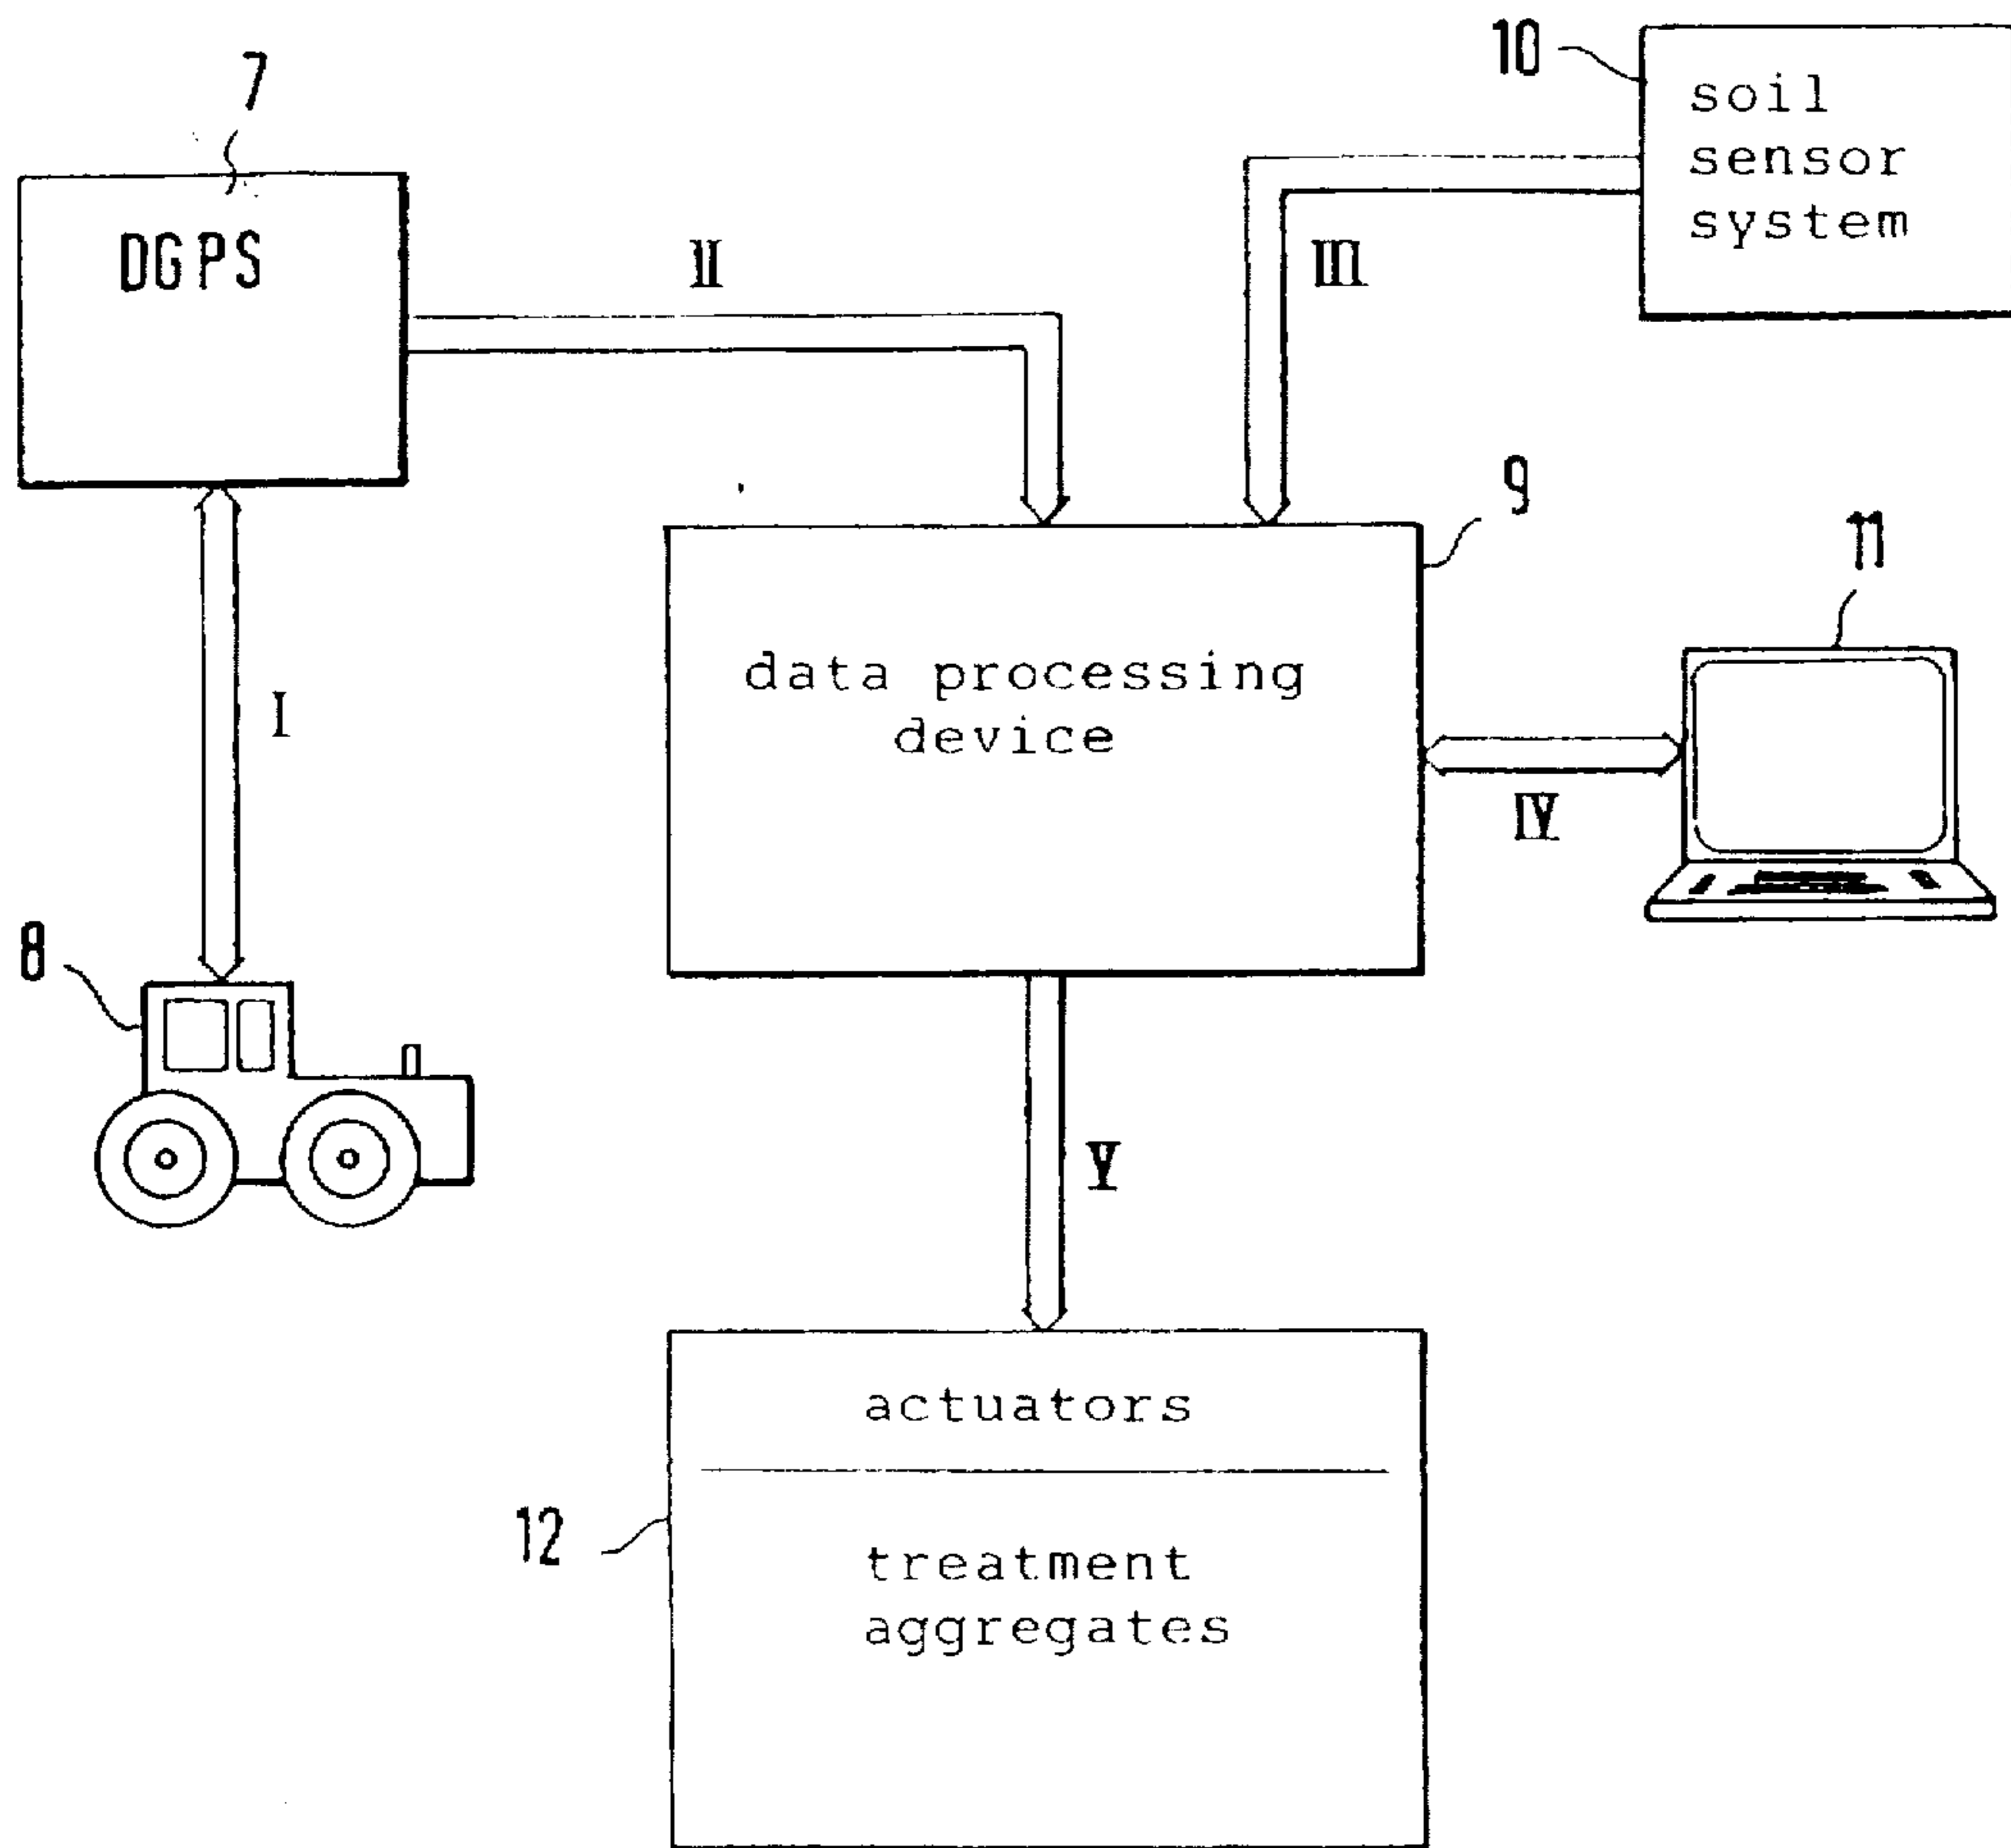 10
soil
sensor
system
7
DGPS
II
III
9
11
data processing
device
I
IV
8
V
actuators
12
treatment
aggregates